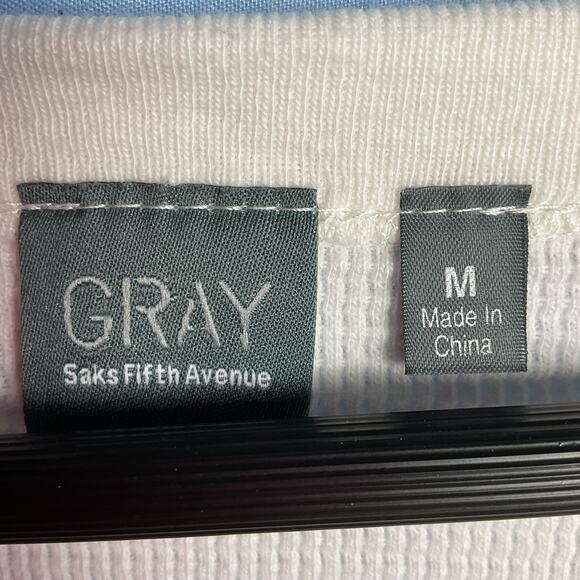 GRAY
Saks Fifth Avenue
M
Made In
China